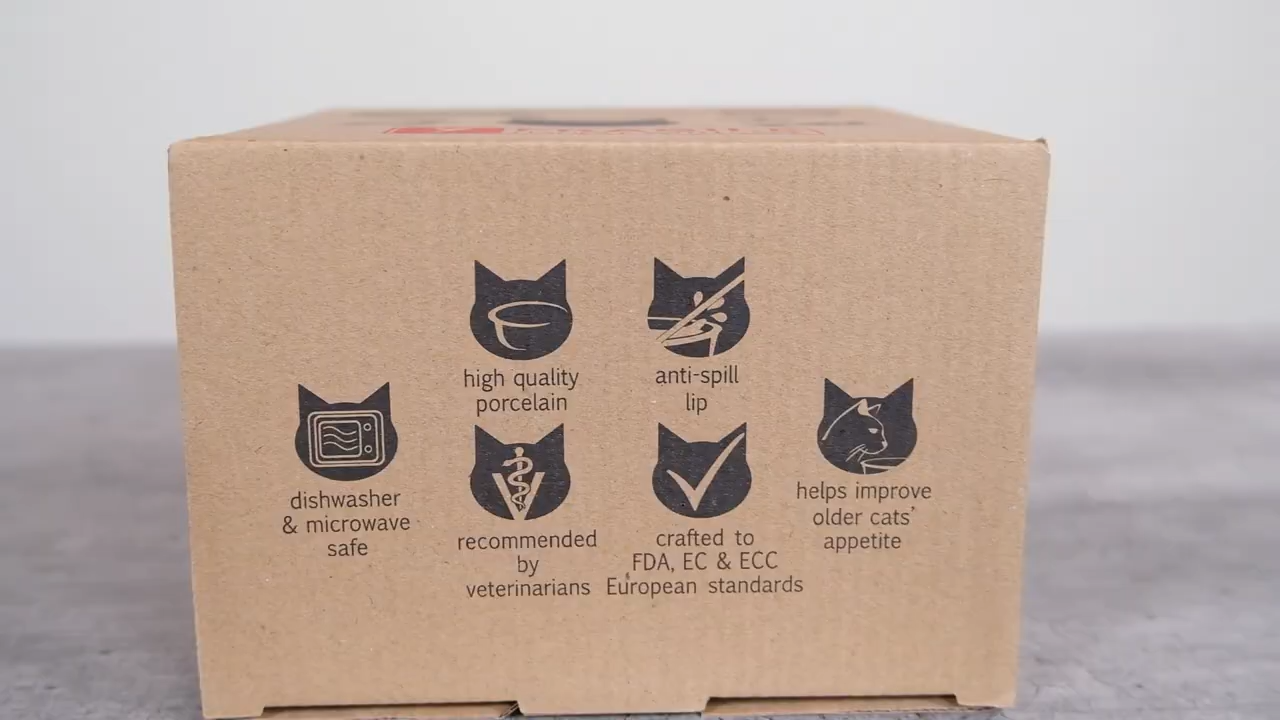 FRAGILE
high quality
porcelain
anti-spill
lip
dishwasher
& microwave
safe
recommended
by
veterinarians
crafted to
FDA, EC & ECC
European standards
helps improve
older cats’
appetite